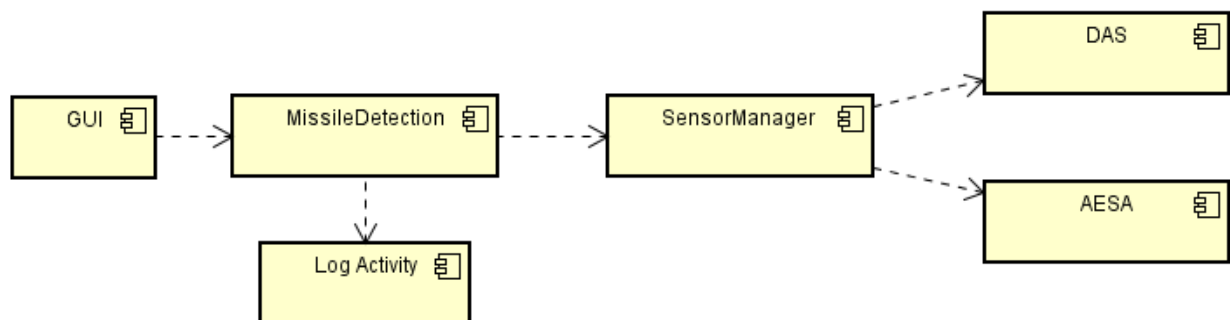 DAS
GUI
MissileDetection
SensorManager
AESA
Log Activity